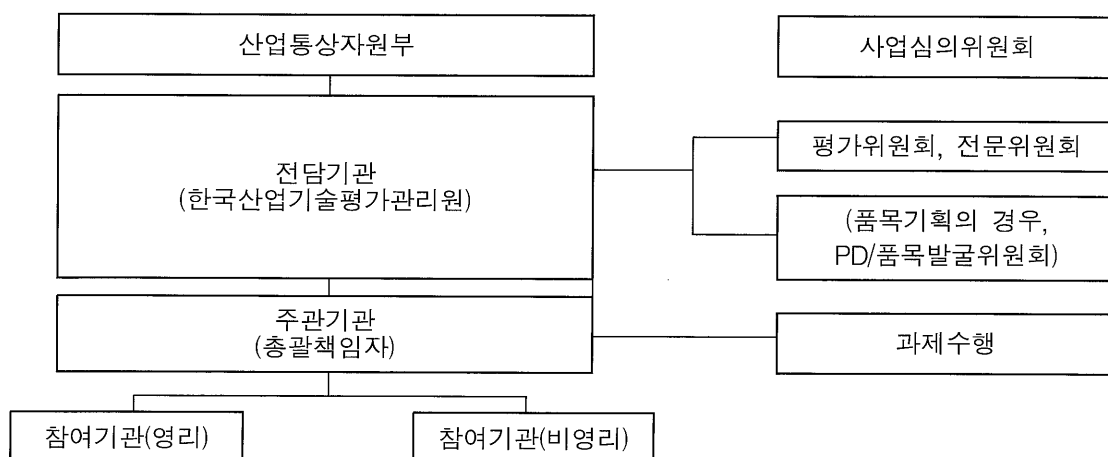 산업통상자원부
사업심의위원회
전담기관
(한국산업기술평가관리원)
평가위원회, 전문위원회
(품목기획의 경우,
PD/품목발굴위원회)
주관기관
(총괄책임자)
과제수행
참여기관(영리)
참여기관(비영리)